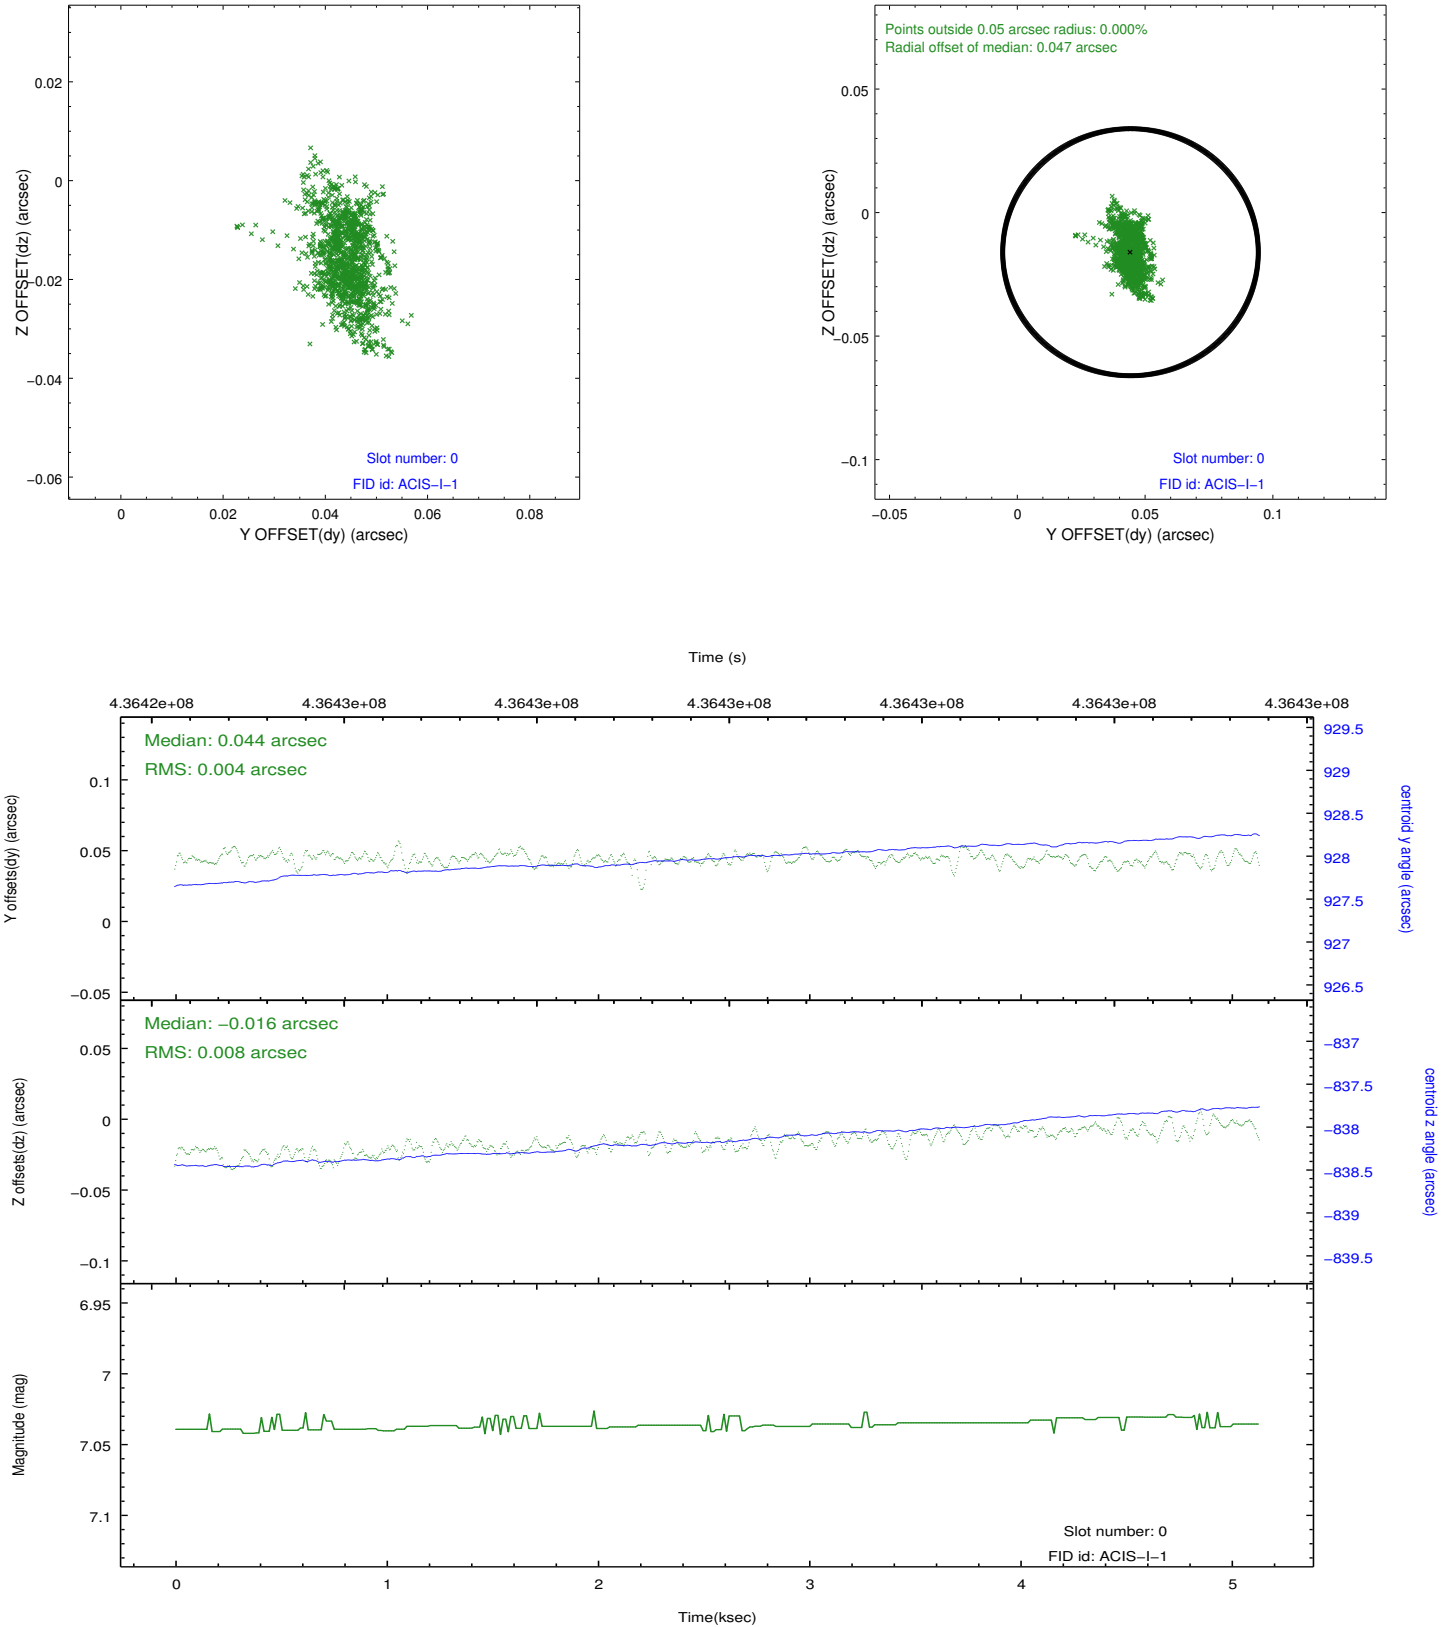 0.02
0
−0.02
−0.04
−0.06
Z OFFSET(dz) (arcsec)
0
0.02
0.04
0.06
0.08
Y OFFSET(dy) (arcsec)
Slot number: 0
FID id: ACIS−I−1
Points outside 0.05 arcsec radius: 0.000%
Radial offset of median: 0.047 arcsec
0.05
0
−0.05
−0.1
Z OFFSET(dz) (arcsec)
−0.05
0
0.05
0.1
Y OFFSET(dy) (arcsec)
Slot number: 0
FID id: ACIS−I−1
Time (s)
4.3642e+08
4.3643e+08
4.3643e+08
4.3643e+08
4.3643e+08
4.3643e+08
4.3643e+08
Median: 0.044 arcsec
RMS: 0.004 arcsec
0.1
0.05
0
−0.05
Y offsets(dy) (arcsec)
929.5
929
928.5
928
927.5
927
926.5
centroid y angle (arcsec)
Median: −0.016 arcsec
RMS: 0.008 arcsec
0.05
0
−0.05
−0.1
Z offsets(dz) (arcsec)
−837
−837.5
−838
−838.5
−839
−839.5
centroid z angle (arcsec)
6.95
7
7.05
7.1
Magnitude (mag)
Slot number: 0
FID id: ACIS−I−1
0
1
2
3
4
5
Time(ksec)